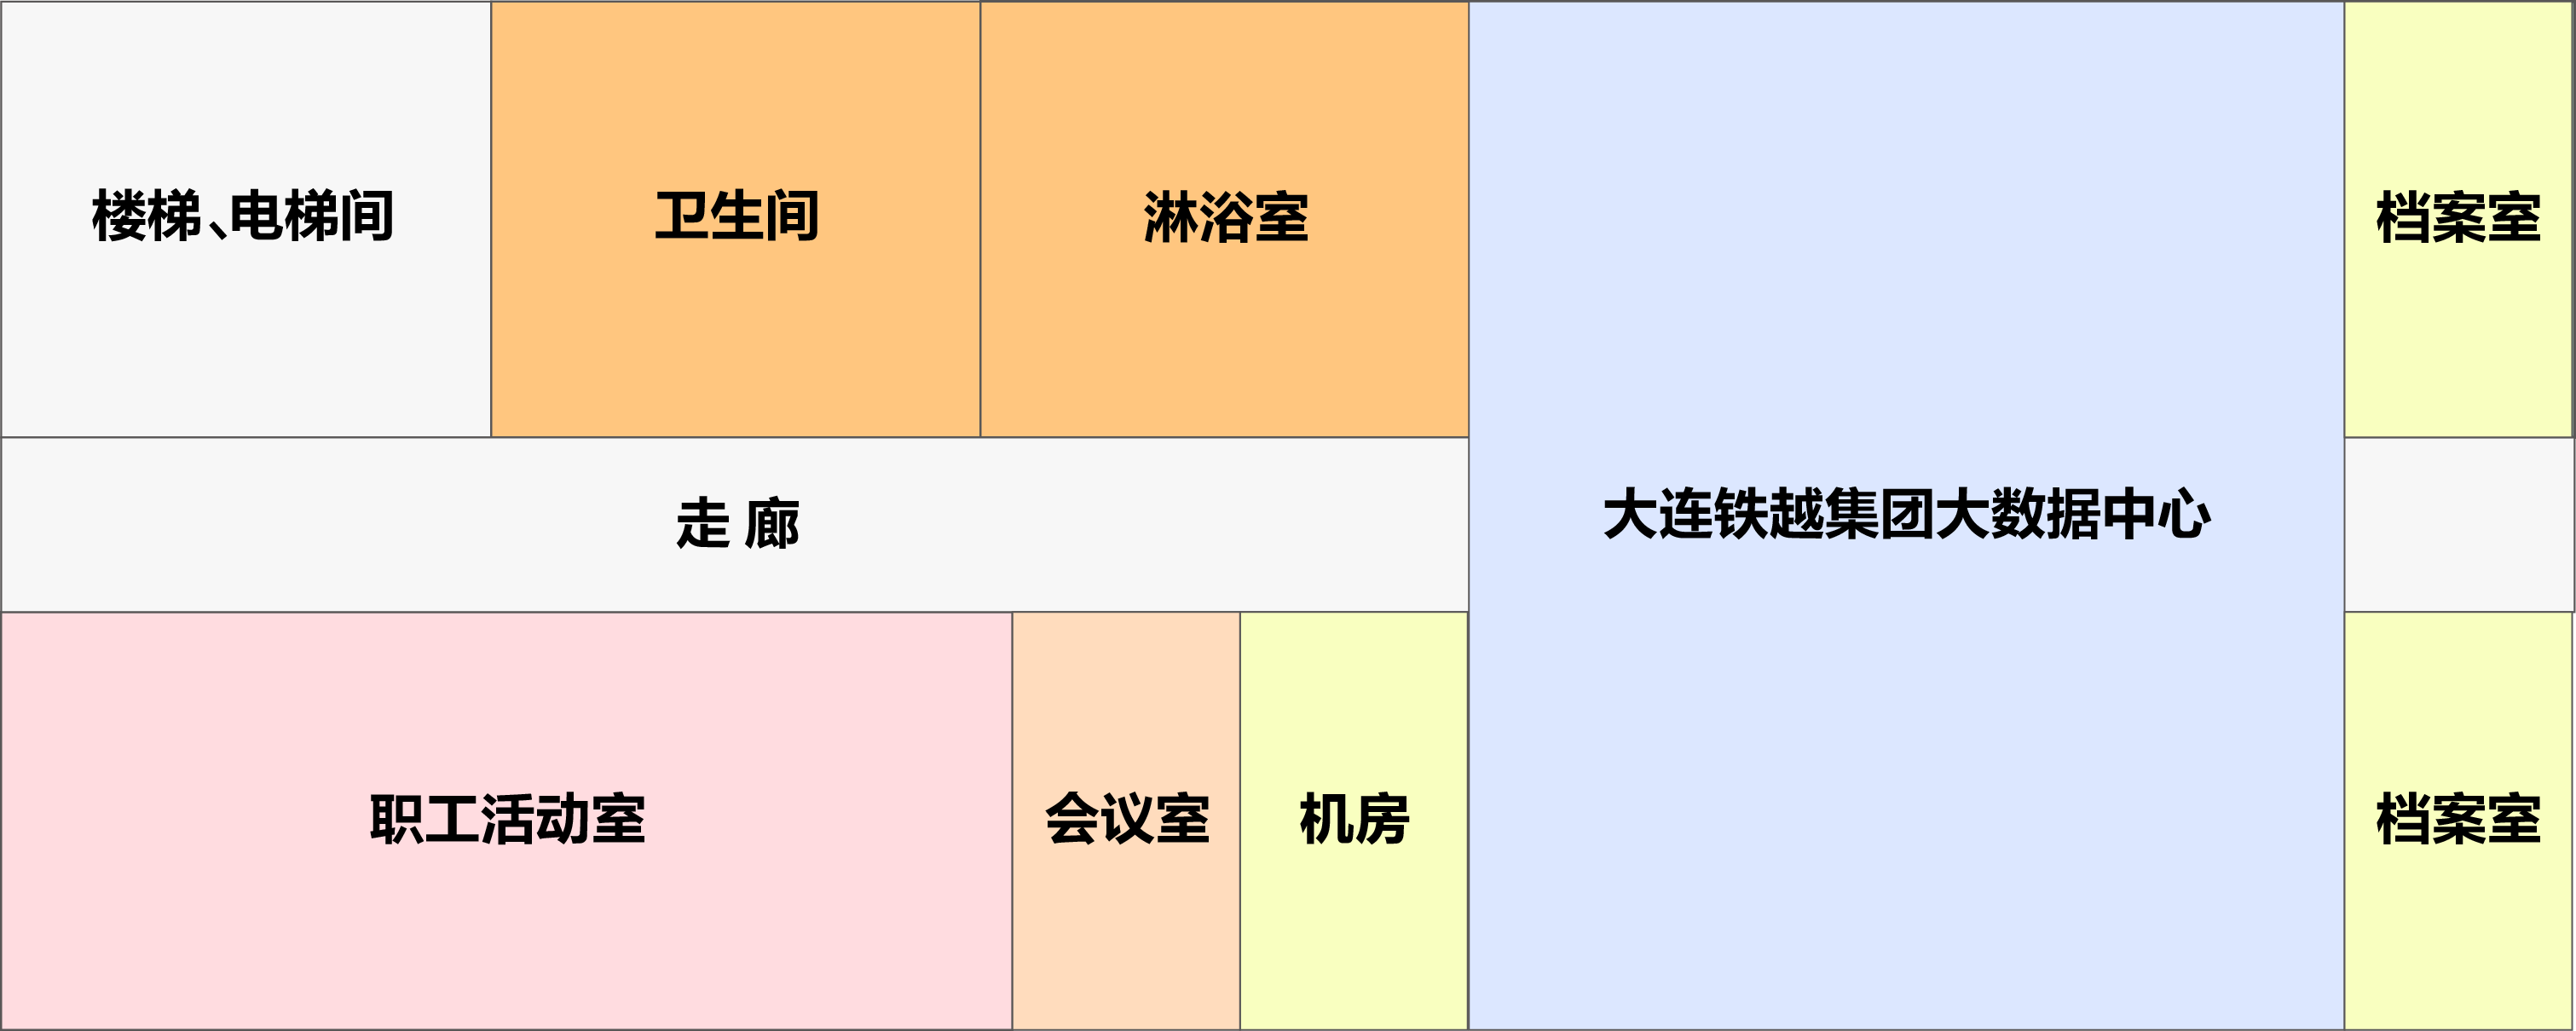 楼梯、电梯间
卫生间
淋浴室
档案室
走 廊
大连铁越集团大数据中心
职工活动室
会议室
机房
档案室